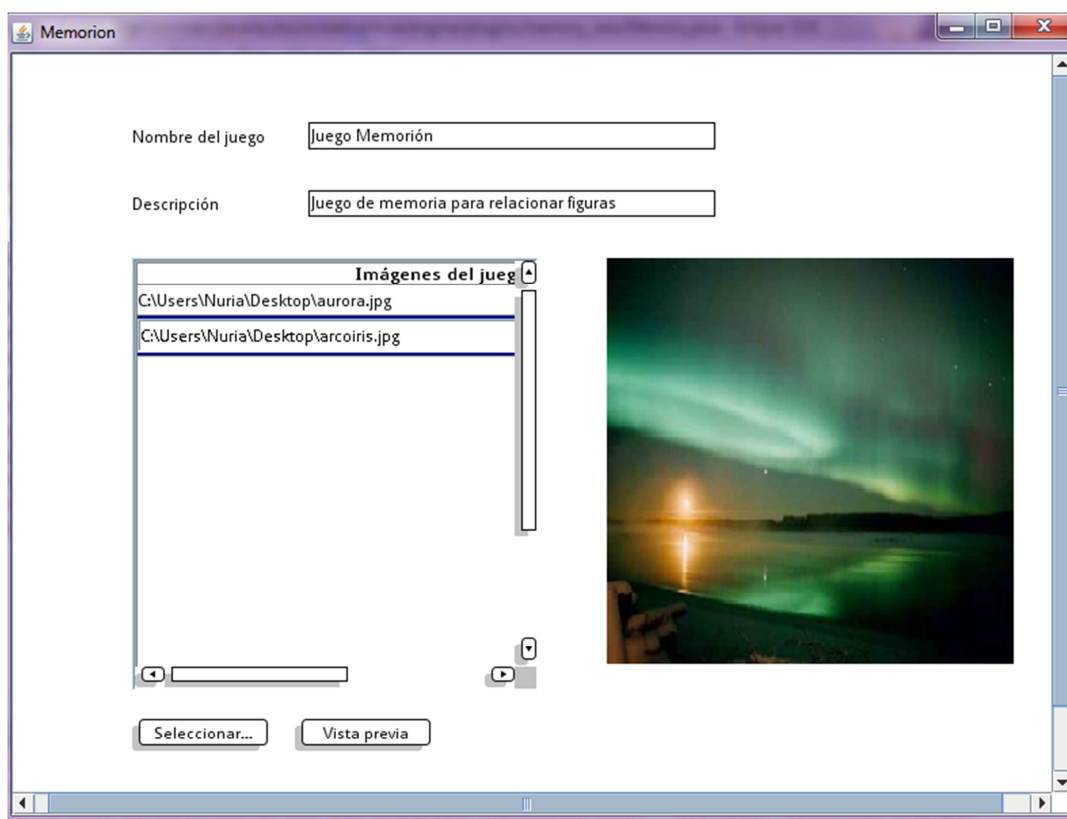 Memorion
Nombre del juego
Juego Memorión
Descripción
Juego de memoria para relacionar figuras
Imágenes del jueg
C:\Users\Nuria\Desktop\aurora.jpg
C:\Users\Nuria\Desktop\arcoiris.jpg
Seleccionar...
Vista previa